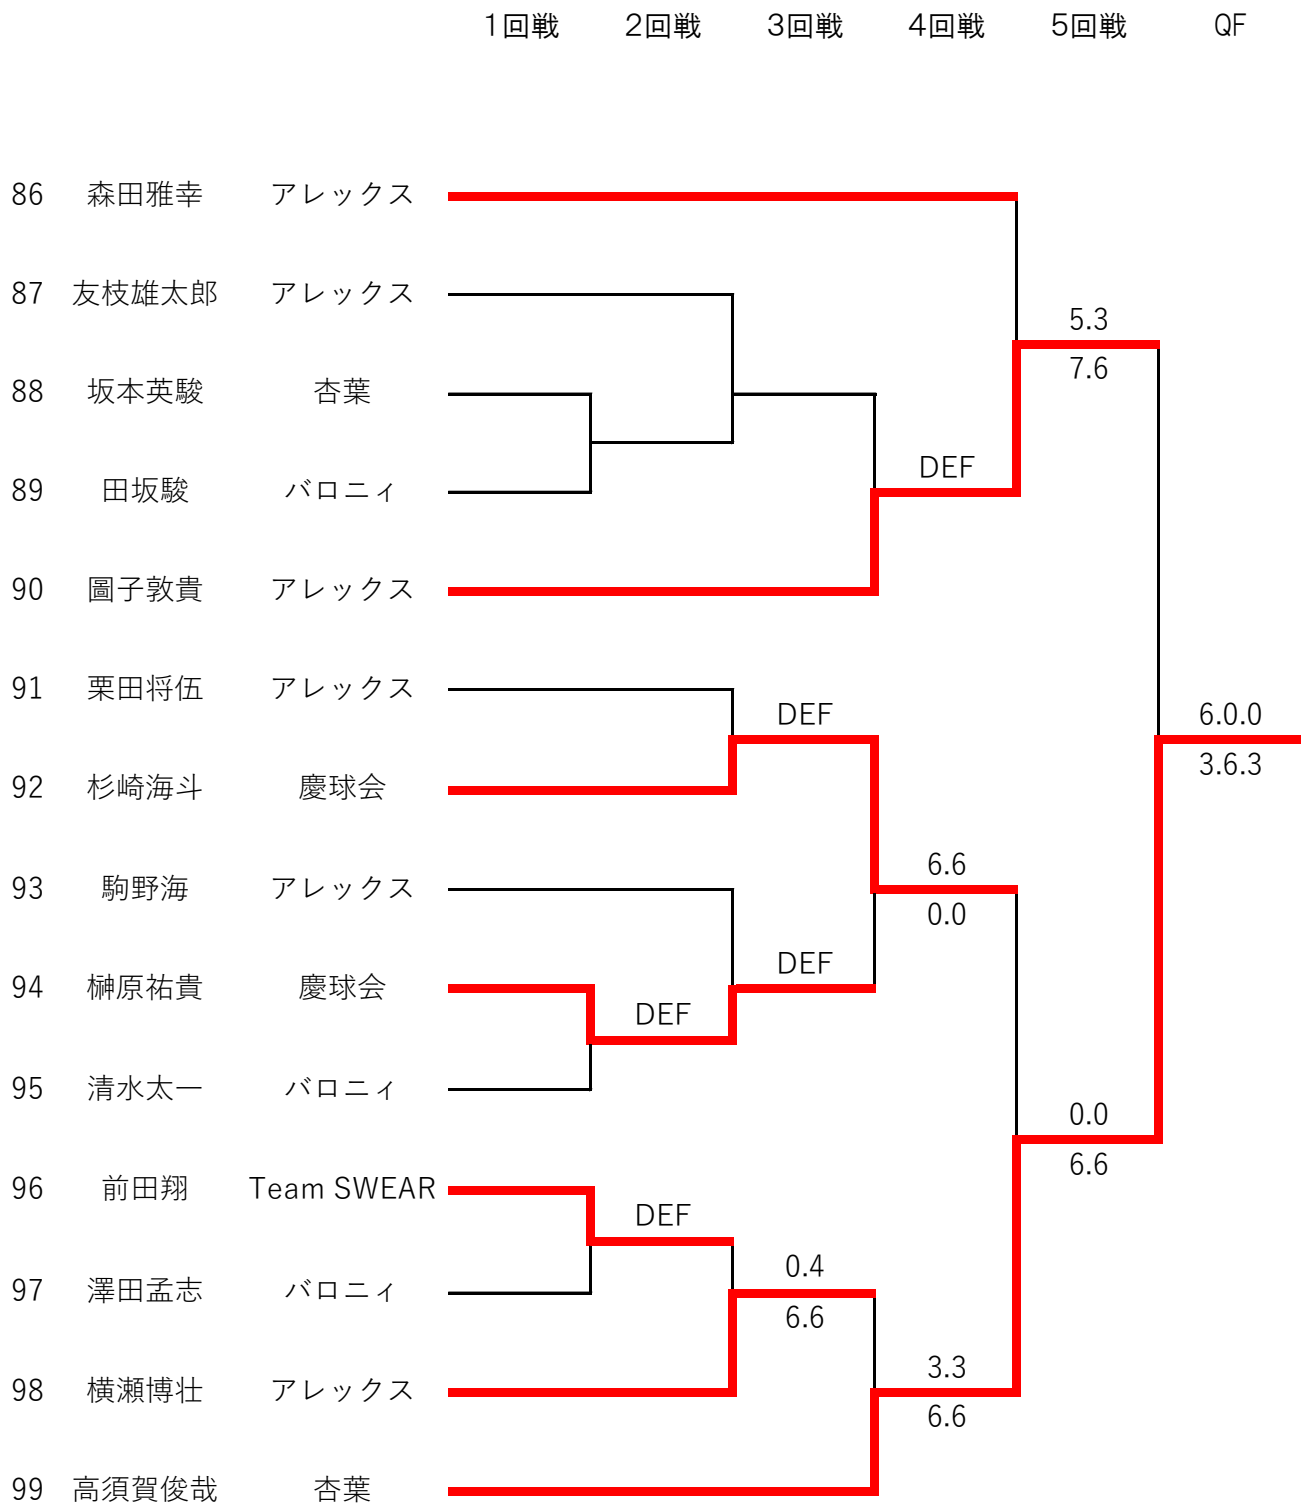 1回戦 2回戦 3回戦 4回戦 5回戦 QF
86 森田雅幸 アレックス
87 友枝雄太郎 アレックス
5.3
7.6
88 坂本英駿 杏葉
DEF
89 田坂駿 バロニィ
90 圖子敦貴 アレックス
91 栗田将伍 アレックス
DEF 6.0.0
3.6.3
92 杉崎海斗 慶球会
6.6
93 駒野海 アレックス
0.0
DEF
94 榊原祐貴 慶球会
DEF
95 清水太一 バロニィ
0.0
6.6
96 前田翔 Team SWEAR
DEF
0.4
97 澤田孟志 バロニィ
6.6
3.3
98 横瀬博壮 アレックス
6.6
99 高須賀俊哉 杏葉